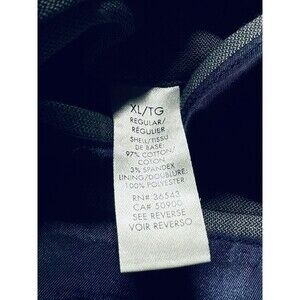 XL/TG
REGULAR/
RÉGULIER
SHELL/TISSU
DE BASE:
97% COTTON/
COTON
3% SPANDEX
LINING/DOUBLURE:
100% POLYESTER
RN# 36543
CA# 50900
SEE REVERSE
VOIR REVERSO